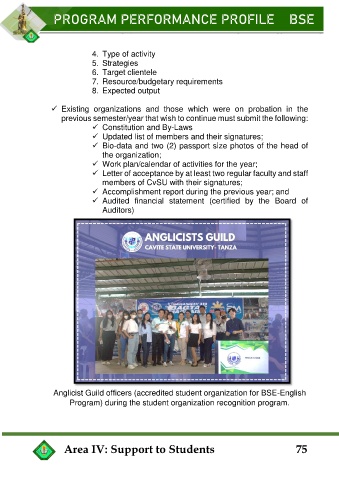 PROGRAM PERFORMANCE PROFILE BSE
4. Type of activity
5. Strategies
6. Target clientele
7. Resource/budgetary requirements
8. Expected output
✓ Existing organizations and those which were on probation in the
previous semester/year that wish to continue must submit the following:
✓ Constitution and By-Laws
✓ Updated list of members and their signatures;
✓ Bio-data and two (2) passport size photos of the head of
the organization;
✓ Work plan/calendar of activities for the year;
✓ Letter of acceptance by at least two regular faculty and staff
members of CvSU with their signatures;
✓ Accomplishment report during the previous year; and
✓ Audited financial statement (certified by the Board of
Auditors)
ANGLICISTS GUILD
CAVITE STATE UNIVERSITY- TANZA
Anglicist Guild officers (accredited student organization for BSE-English
Program) during the student organization recognition program.
Area IV: Support to Students 75